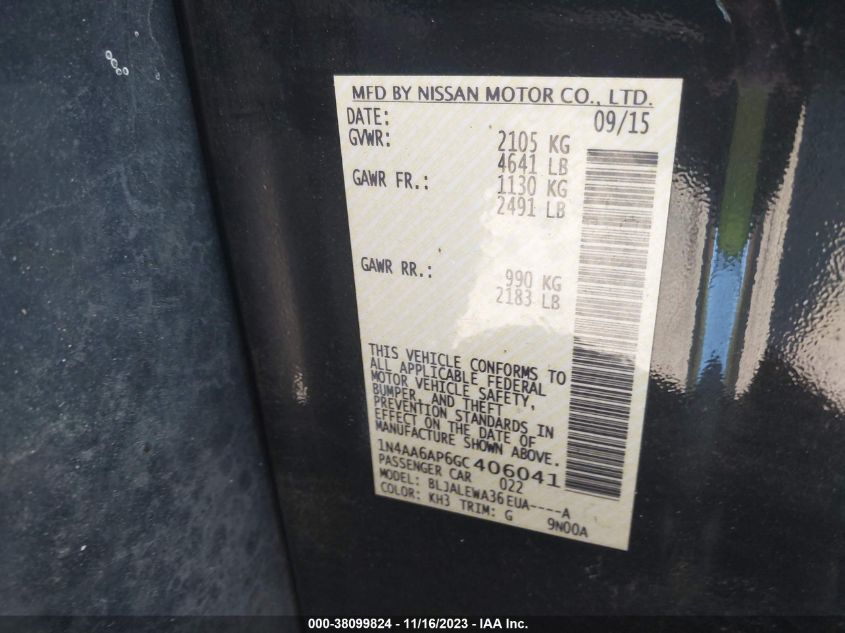 MFD BY NISSAN MOTOR CO., LTD.
DATE: 09/15
GVWR: 2105 KG
4641 LB
GAWR FR.: 1130 KG
2491 LB
GAWR RR.: 990 KG
2183 LB
THIS VEHICLE CONFORMS TO
ALL APPLICABLE FEDERAL
MOTOR VEHICLE SAFETY,
BUMPER, AND THEFT
PREVENTION STANDARDS IN
EFFECT ON THE DATE OF
MANUFACTURE SHOWN ABOVE.
1N4AA6AP6GC406041
PASSENGER CAR 022
MODEL: BLJALEWA36EUA----A
COLOR: KH3 TRIM: G 9N00A
000-38099824 - 11/16/2023 - IAA Inc.